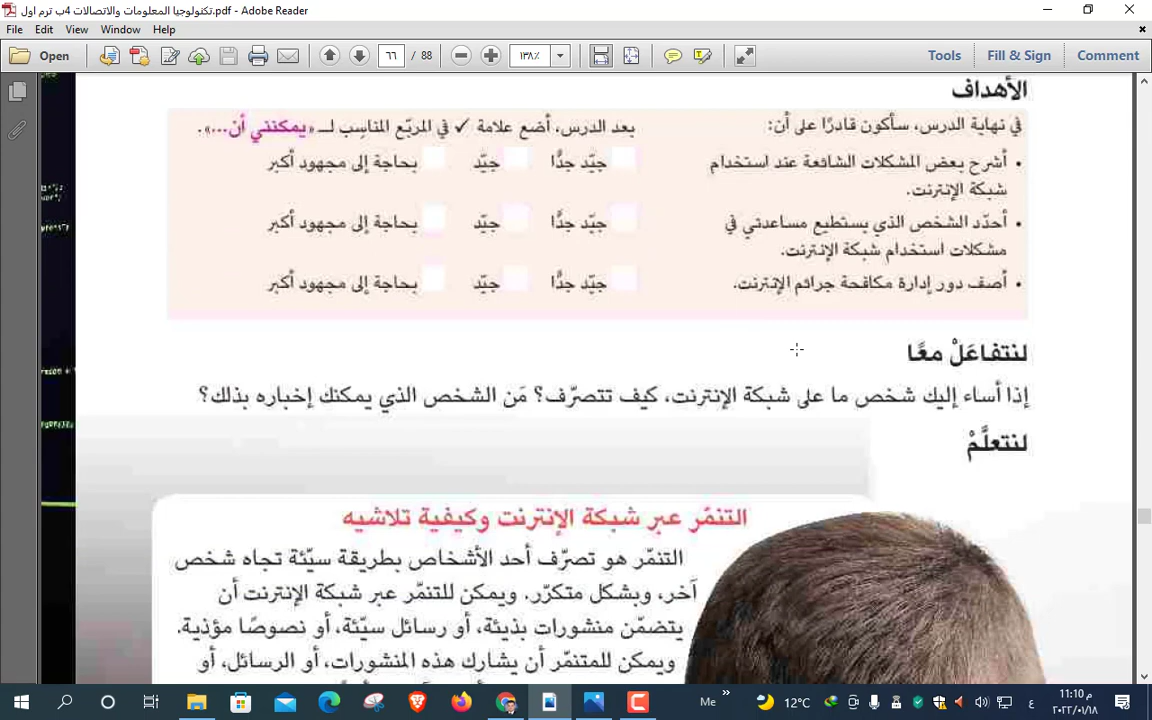 تكنولوجيا المعلومات والاتصالات 4ب ترم اول.pdf - Adobe Reader
File Edit View Window Help
Open ٦٦ / 88 ١٣٨٪ Tools Fill & Sign Comment
الأهداف
في نهاية الدرس، سأكون قادرًا على أن:
بعد الدرس، أضع علامة ✓ في المربّع المناسِب لــ «يمكنني أن...».
• أشرح بعض المشكلات الشائعة عند استخدام
شبكة الإنترنت.
جيّد جدًّا جيّد بحاجة إلى مجهود أكبر
• أحدّد الشخص الذي يستطيع مساعدتي في
مشكلات استخدام شبكة الإنترنت.
جيّد جدًّا جيّد بحاجة إلى مجهود أكبر
• أصف دور إدارة مكافحة جرائم الإنترنت.
جيّد جدًّا جيّد بحاجة إلى مجهود أكبر
لنتفاعَلْ معًا
إذا أساء إليك شخص ما على شبكة الإنترنت، كيف تتصرّف؟ مَن الشخص الذي يمكنك إخباره بذلك؟
لنتعلَّمْ
التنمّر عبر شبكة الإنترنت وكيفية تلاشيه
التنمّر هو تصرّف أحد الأشخاص بطريقة سيّئة تجاه شخص
آخر، وبشكل متكرّر. ويمكن للتنمّر عبر شبكة الإنترنت أن
يتضمّن منشورات بذيئة، أو رسائل سيّئة، أو نصوصًا مؤذية.
ويمكن للمتنمّر أن يشارك هذه المنشورات، أو الرسائل، أو
Me » 12°C ع
م 11:10
٢٠٢٢/٠١/١٨